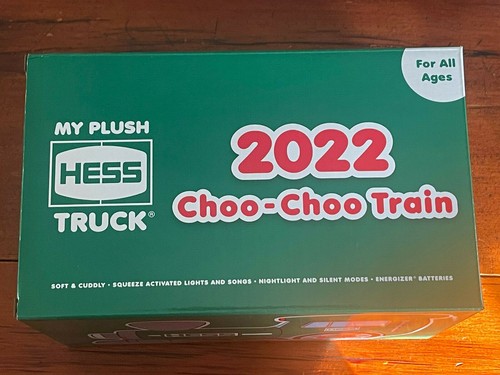 For All
Ages
MY PLUSH
HESS
TRUCK®
2022
Choo-Choo Train
SOFT & CUDDLY • SQUEEZE ACTIVATED LIGHTS AND SONGS • NIGHTLIGHT AND SILENT MODES • ENERGIZER® BATTERIES
HESS